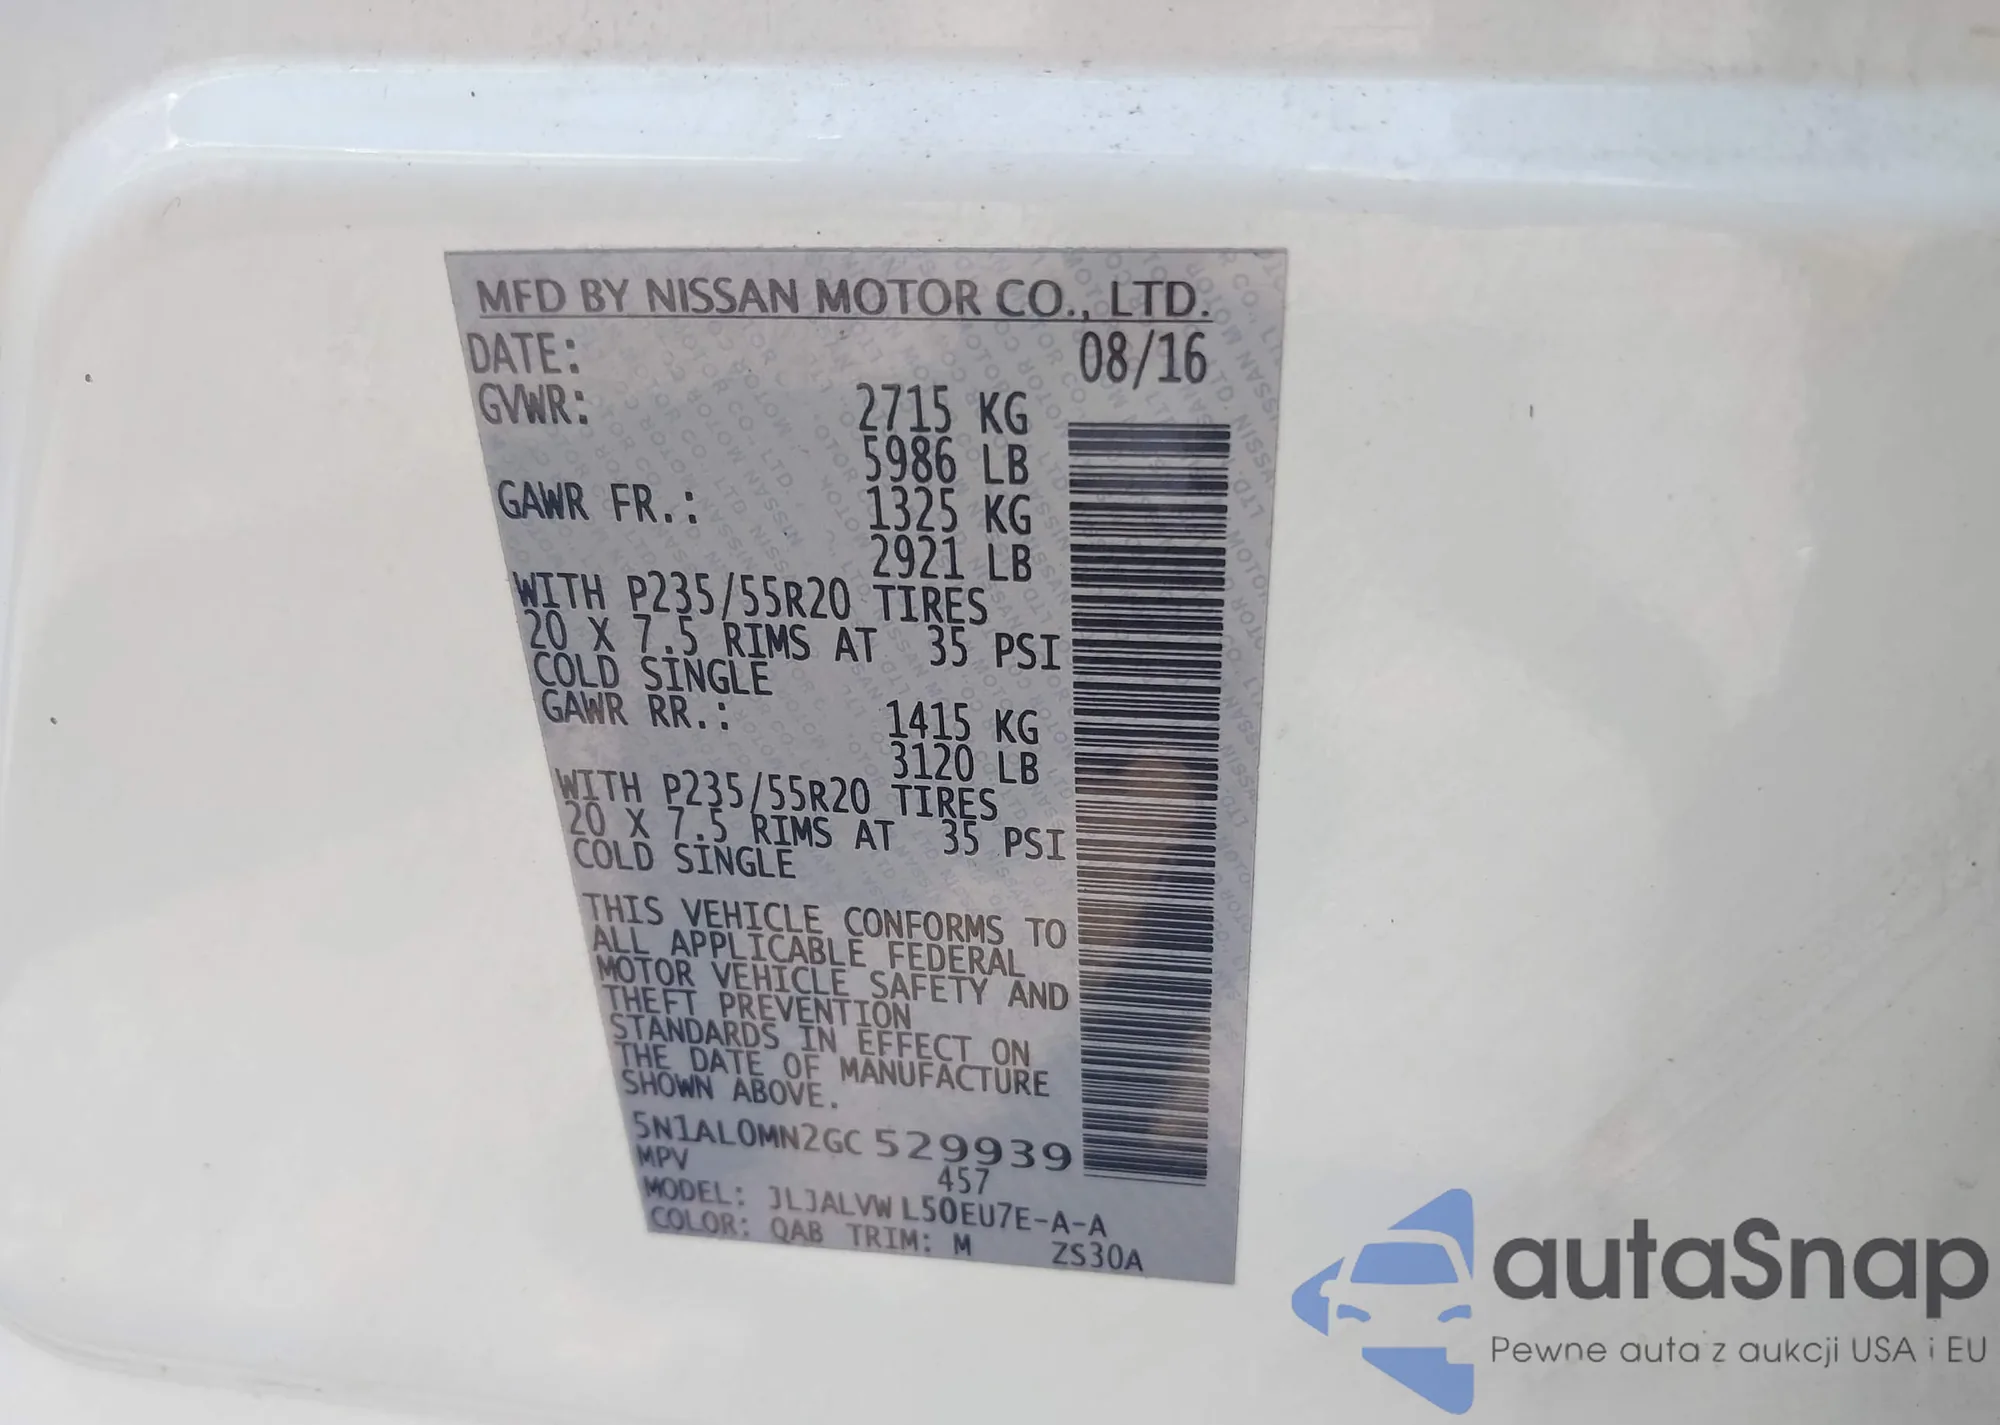 MFD BY NISSAN MOTOR CO., LTD.
DATE: 08/16
GVWR: 2715 KG
5986 LB
GAWR FR.: 1325 KG
2921 LB
WITH P235/55R20 TIRES
20 X 7.5 RIMS AT 35 PSI
COLD SINGLE
GAWR RR.: 1415 KG
3120 LB
WITH P235/55R20 TIRES
20 X 7.5 RIMS AT 35 PSI
COLD SINGLE
THIS VEHICLE CONFORMS TO
ALL APPLICABLE FEDERAL
MOTOR VEHICLE SAFETY AND
THEFT PREVENTION
STANDARDS IN EFFECT ON
THE DATE OF MANUFACTURE
SHOWN ABOVE.
5N1AL0MN2GC 529939
MPV 457
MODEL: JLJALVW L50EU7E-A-A
COLOR: QAB TRIM: M ZS30A
autaSnap
Pewne auta z aukcji USA i EU